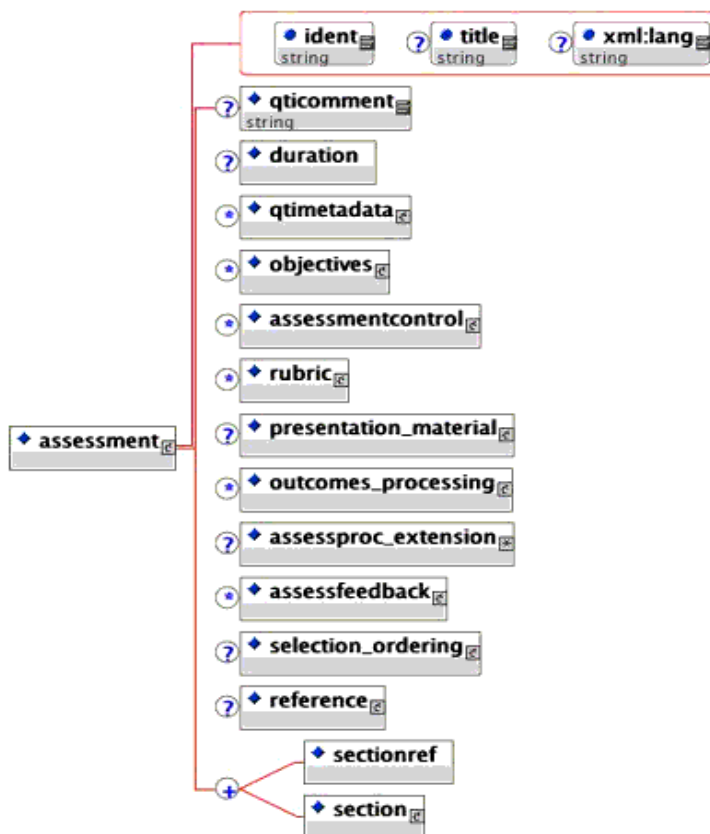 ident title xml:lang
string string string
? ?
? qticomment
string
? duration
* qtimetadata
* objectives
* assessmentcontrol
* rubric
assessment
? presentation_material
* outcomes_processing
? assessproc_extension *
* assessfeedback
? selection_ordering
? reference
sectionref
+
section